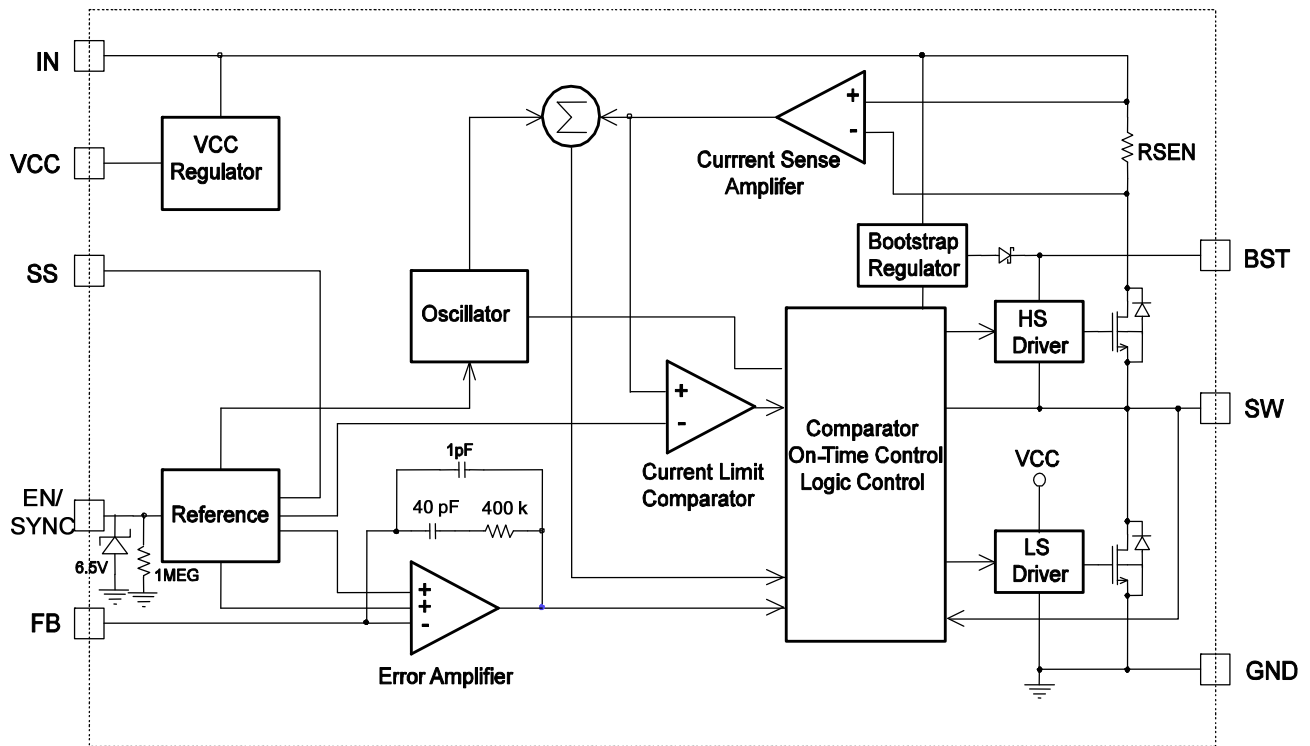 IN
VCC
Regulator
VCC
Σ
+
-
Currrent Sense
Amplifer
RSEN
SS
Bootstrap
Regulator
BST
Oscillator
HS
Driver
+
-
Current Limit
Comparator
Comparator
On-Time Control
Logic Control
SW
1pF
40 pF
400 k
VCC
EN/
SYNC
Reference
6.5V
1MEG
LS
Driver
+
+
-
FB
Error Amplifier
GND